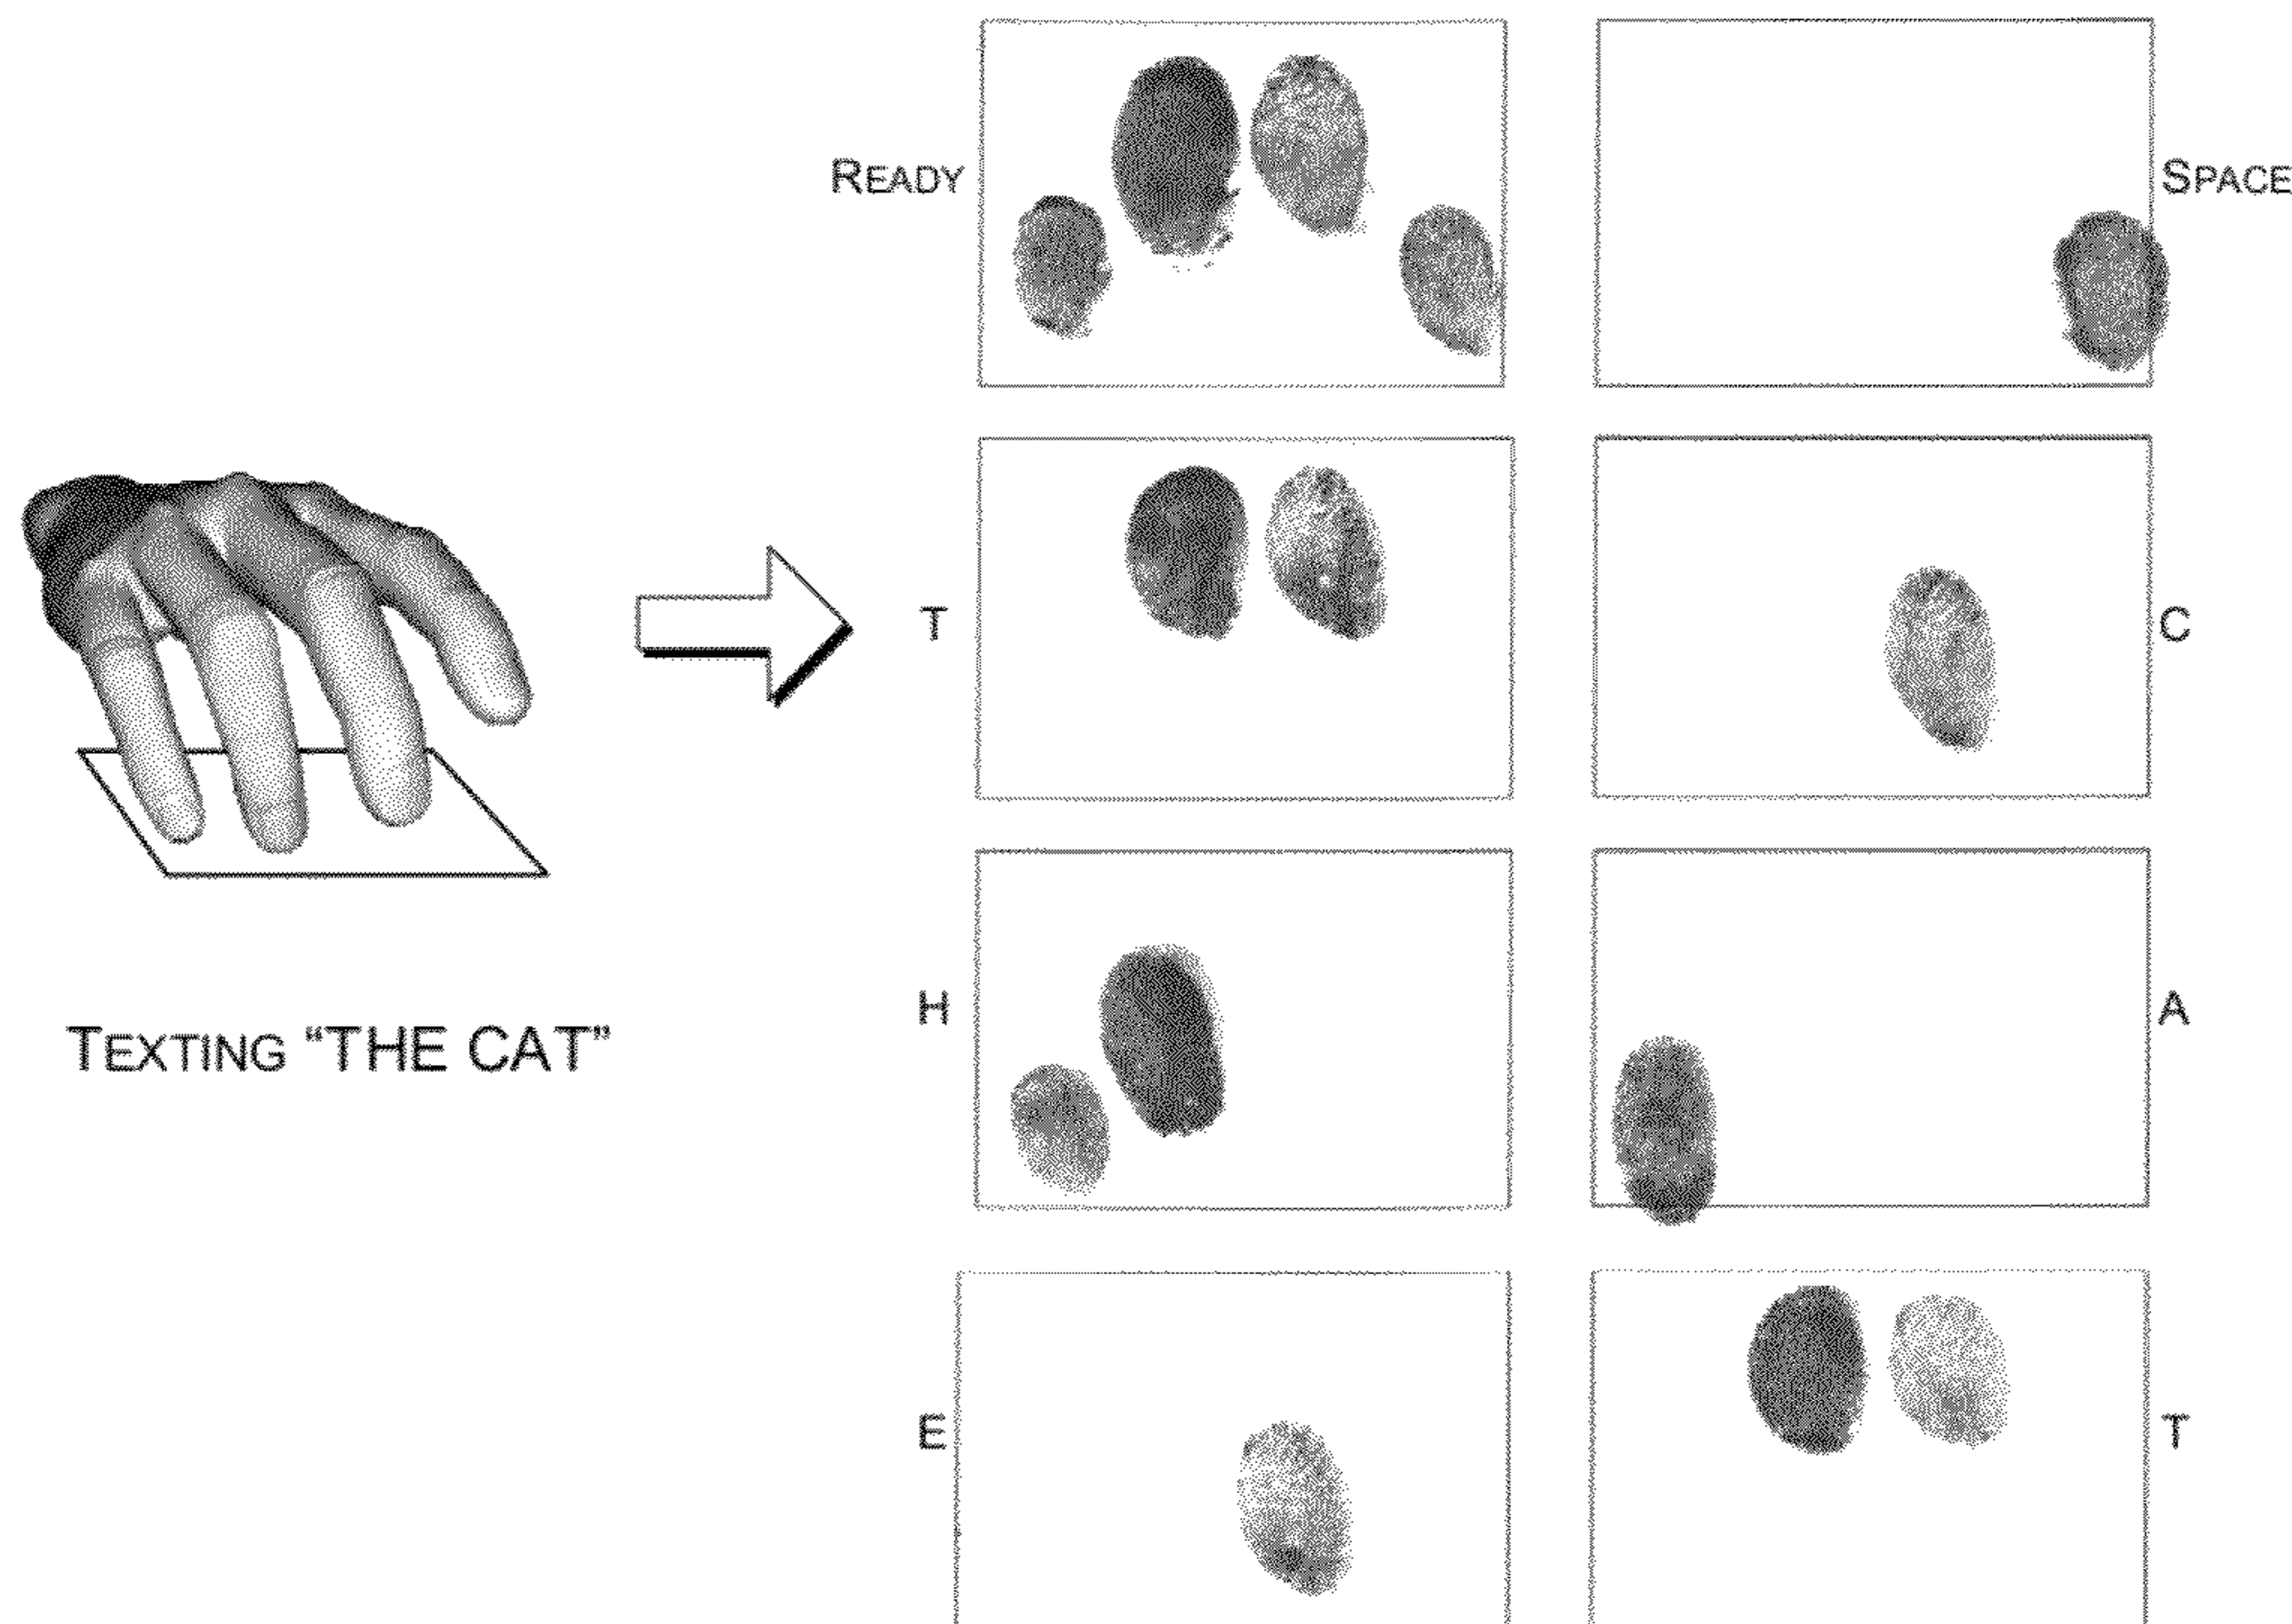 READY
SPACE
T
C
TEXTING “THE CAT”
H
A
E
T